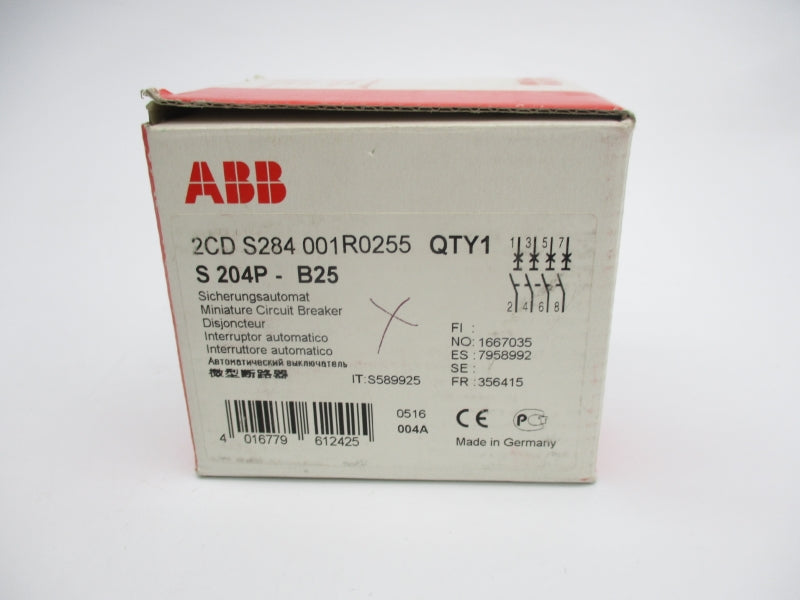 ABB
2CD S284 001R0255 QTY1
S 204P - B25
Sicherungsautomat
Miniature Circuit Breaker
Disjoncteur
Interruptor automatico
Interruttore automatico
Автоматический выключатель
微型断路器
IT:S589925
1 3 5 7
2 4 6 8
FI :
NO: 1667035
ES : 7958992
SE :
FR : 356415
4 016779 612425
0516
004A
CE PCT
Made in Germany